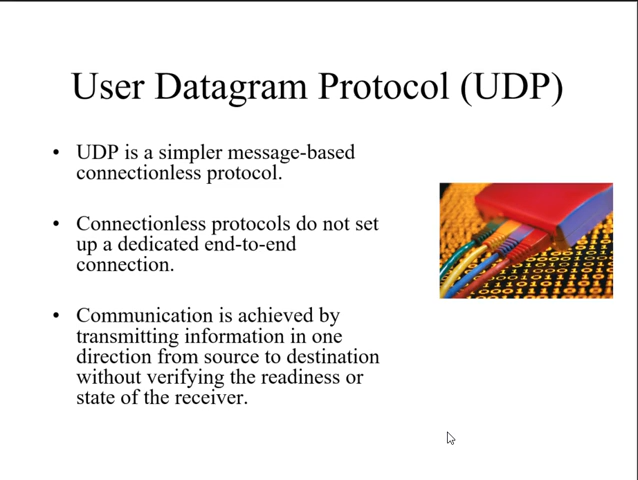 User Datagram Protocol (UDP)
• UDP is a simpler message-based
connectionless protocol.
• Connectionless protocols do not set
up a dedicated end-to-end
connection.
• Communication is achieved by
transmitting information in one
direction from source to destination
without verifying the readiness or
state of the receiver.